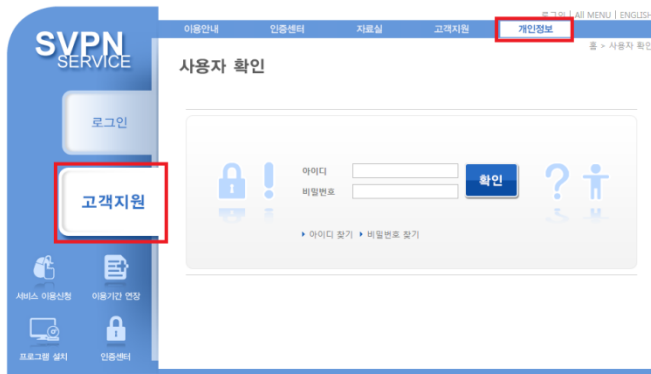 로그인 | All MENU | ENGLISH
이용안내 인증센터 자료실 고객지원 개인정보
홈 > 사용자 확인
SVPN
SERVICE
사용자 확인
로그인
고객지원
아이디
비밀번호
확인
아이디 찾기 비밀번호 찾기
서비스 이용신청 이용기간 연장
프로그램 설치 인증센터